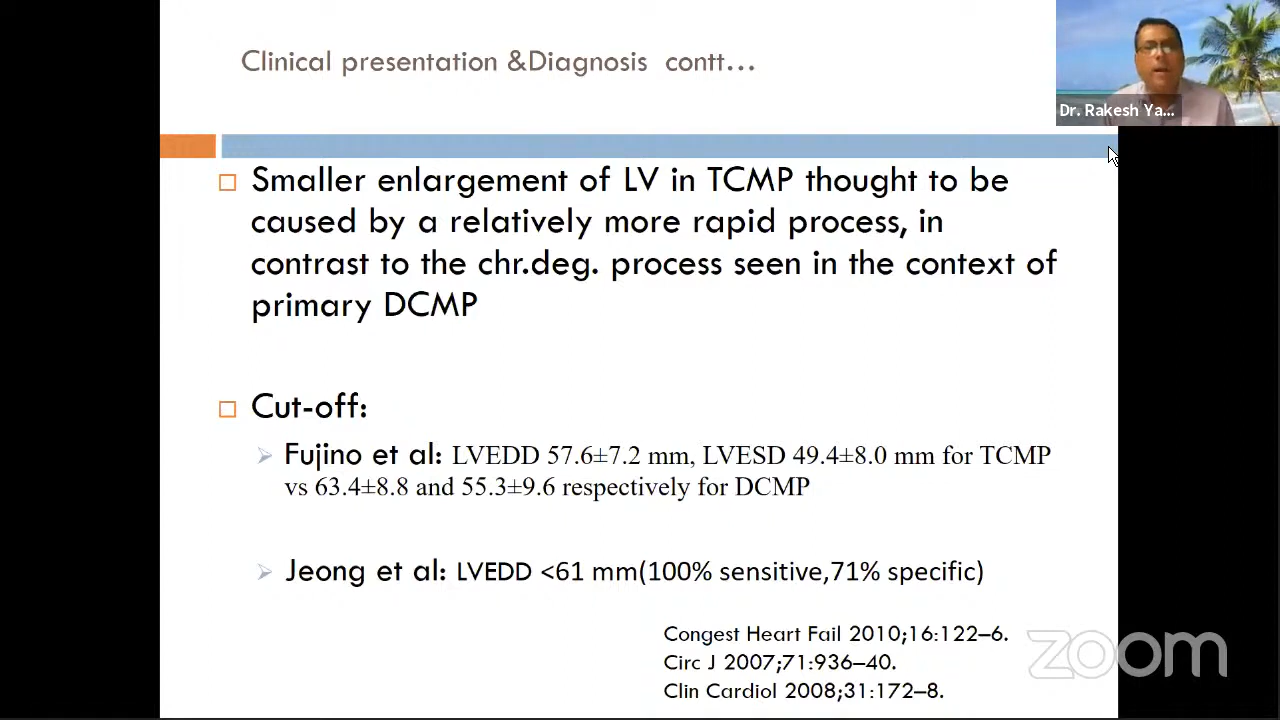 Clinical presentation &Diagnosis contt...
Dr. Rakesh Ya...
Smaller enlargement of LV in TCMP thought to be
caused by a relatively more rapid process, in
contrast to the chr.deg. process seen in the context of
primary DCMP
Cut-off:
Fujino et al: LVEDD 57.6±7.2 mm, LVESD 49.4±8.0 mm for TCMP
vs 63.4±8.8 and 55.3±9.6 respectively for DCMP
Jeong et al: LVEDD <61 mm(100% sensitive,71% specific)
Congest Heart Fail 2010;16:122–6.
Circ J 2007;71:936–40.
Clin Cardiol 2008;31:172–8.
zoom